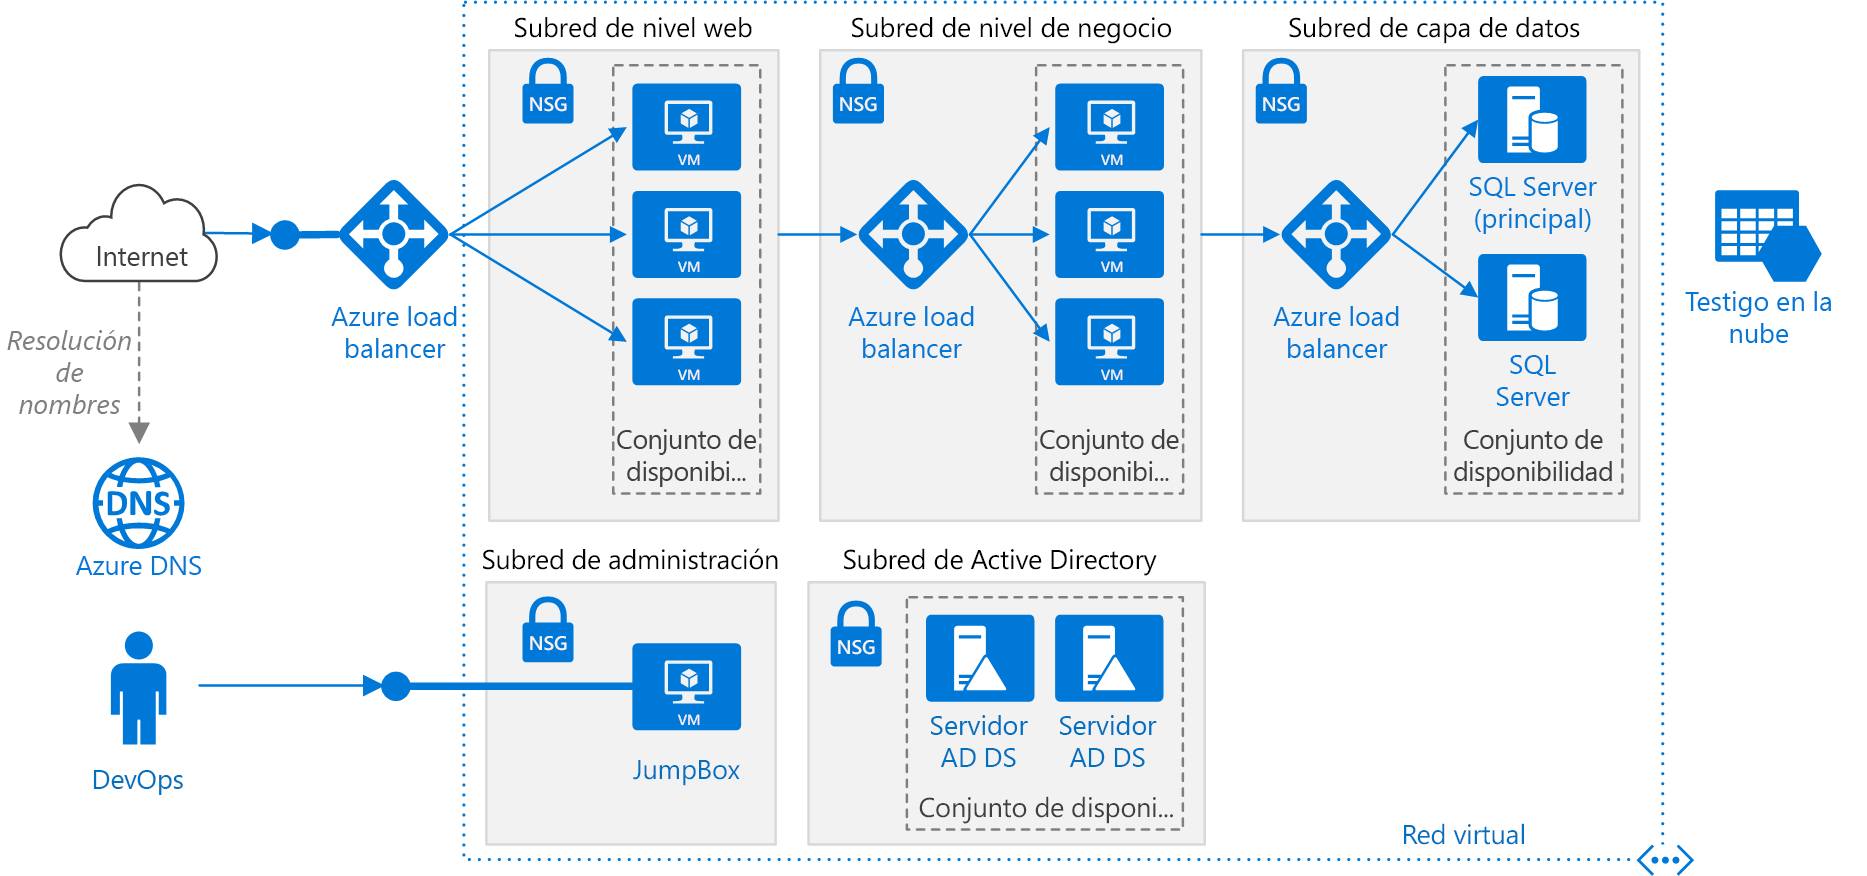 Subred de nivel web
Subred de nivel de negocio
Subred de capa de datos
NSG
NSG
NSG
VM
VM
VM
VM
VM
VM
SQL Server
(principal)
SQL
Server
Internet
Azure load
balancer
Azure load
balancer
Azure load
balancer
Testigo en la
nube
Resolución
de
nombres
Conjunto de
disponibi...
Conjunto de
disponibi...
Conjunto de
disponibilidad
DNS
Azure DNS
Subred de administración
Subred de Active Directory
NSG
NSG
VM
JumpBox
Servidor
AD DS
Servidor
AD DS
Conjunto de disponi...
DevOps
Red virtual